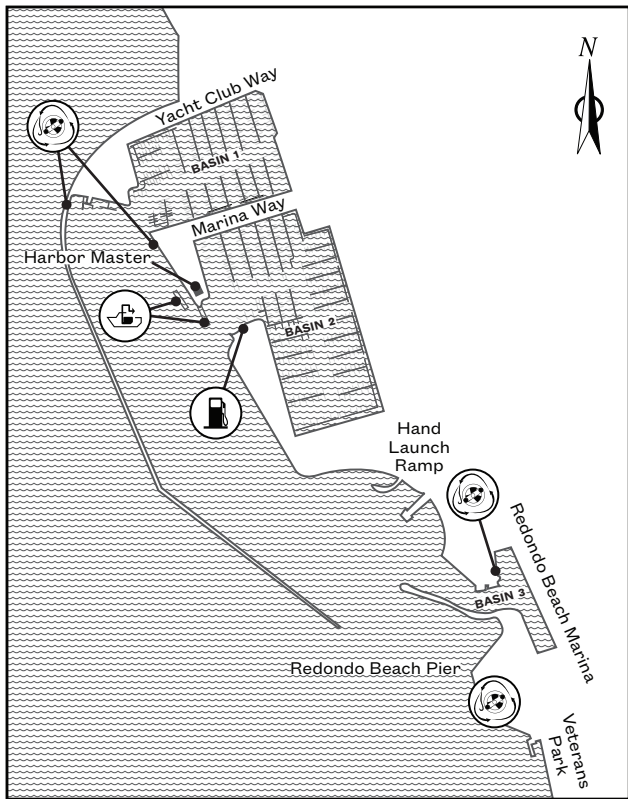 N
Yacht Club Way
BASIN 1
Marina Way
Harbor Master
BASIN 2
Hand
Launch
Ramp
Redondo Beach Marina
BASIN 3
Redondo Beach Pier
Veterans
Park